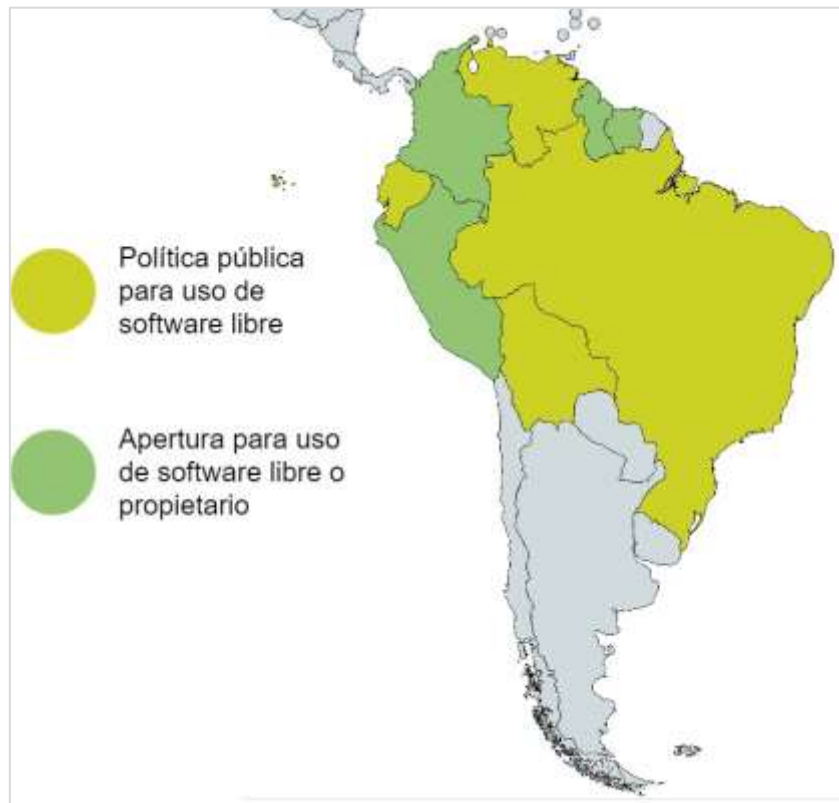 Política pública
para uso de
software libre
Apertura para uso
de software libre o
propietario